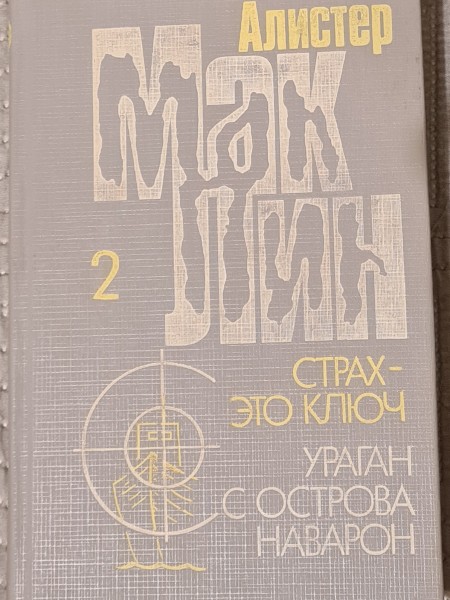 Алистер
Мак
Лин
2
СТРАХ-
ЭТО КЛЮЧ
УРАГАН
С ОСТРОВА
НАВАРОН